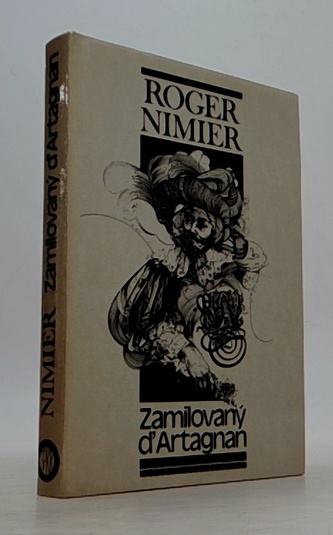 ROGER
NIMIER
Zamilovaný
d'Artagnan
NIMIER Zamilovaný d'Artagnan